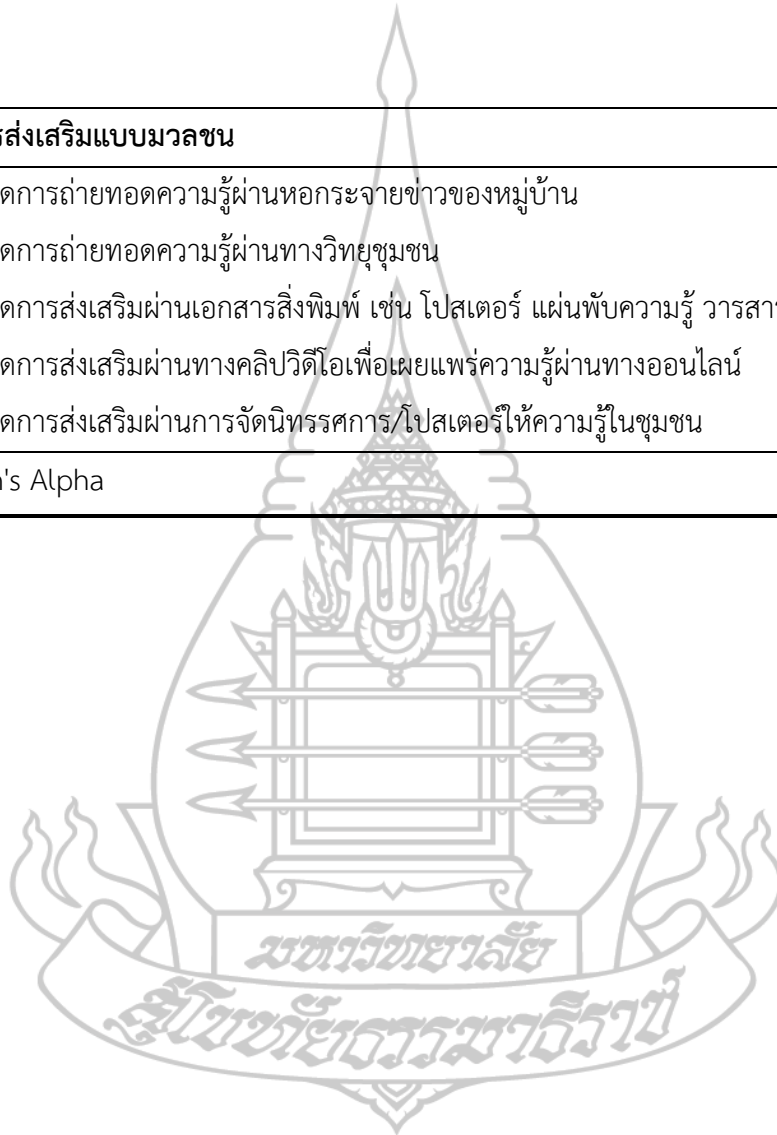 รส่งเสริมแบบมวลชน
ดการถ่ายทอดความรู้ผ่านหอกระจายข่าวของหมู่บ้าน
ดการถ่ายทอดความรู้ผ่านทางวิทยุชุมชน
ดการส่งเสริมผ่านเอกสารสิ่งพิมพ์ เช่น โปสเตอร์ แผ่นพับความรู้ วารสาร
ดการส่งเสริมผ่านทางคลิปวิดีโอเพื่อเผยแพร่ความรู้ผ่านทางออนไลน์
ดการส่งเสริมผ่านการจัดนิทรรศการ/โปสเตอร์ให้ความรู้ในชุมชน
's Alpha
มหาวิทยาลัย
สุโขทัยธรรมาธิราช